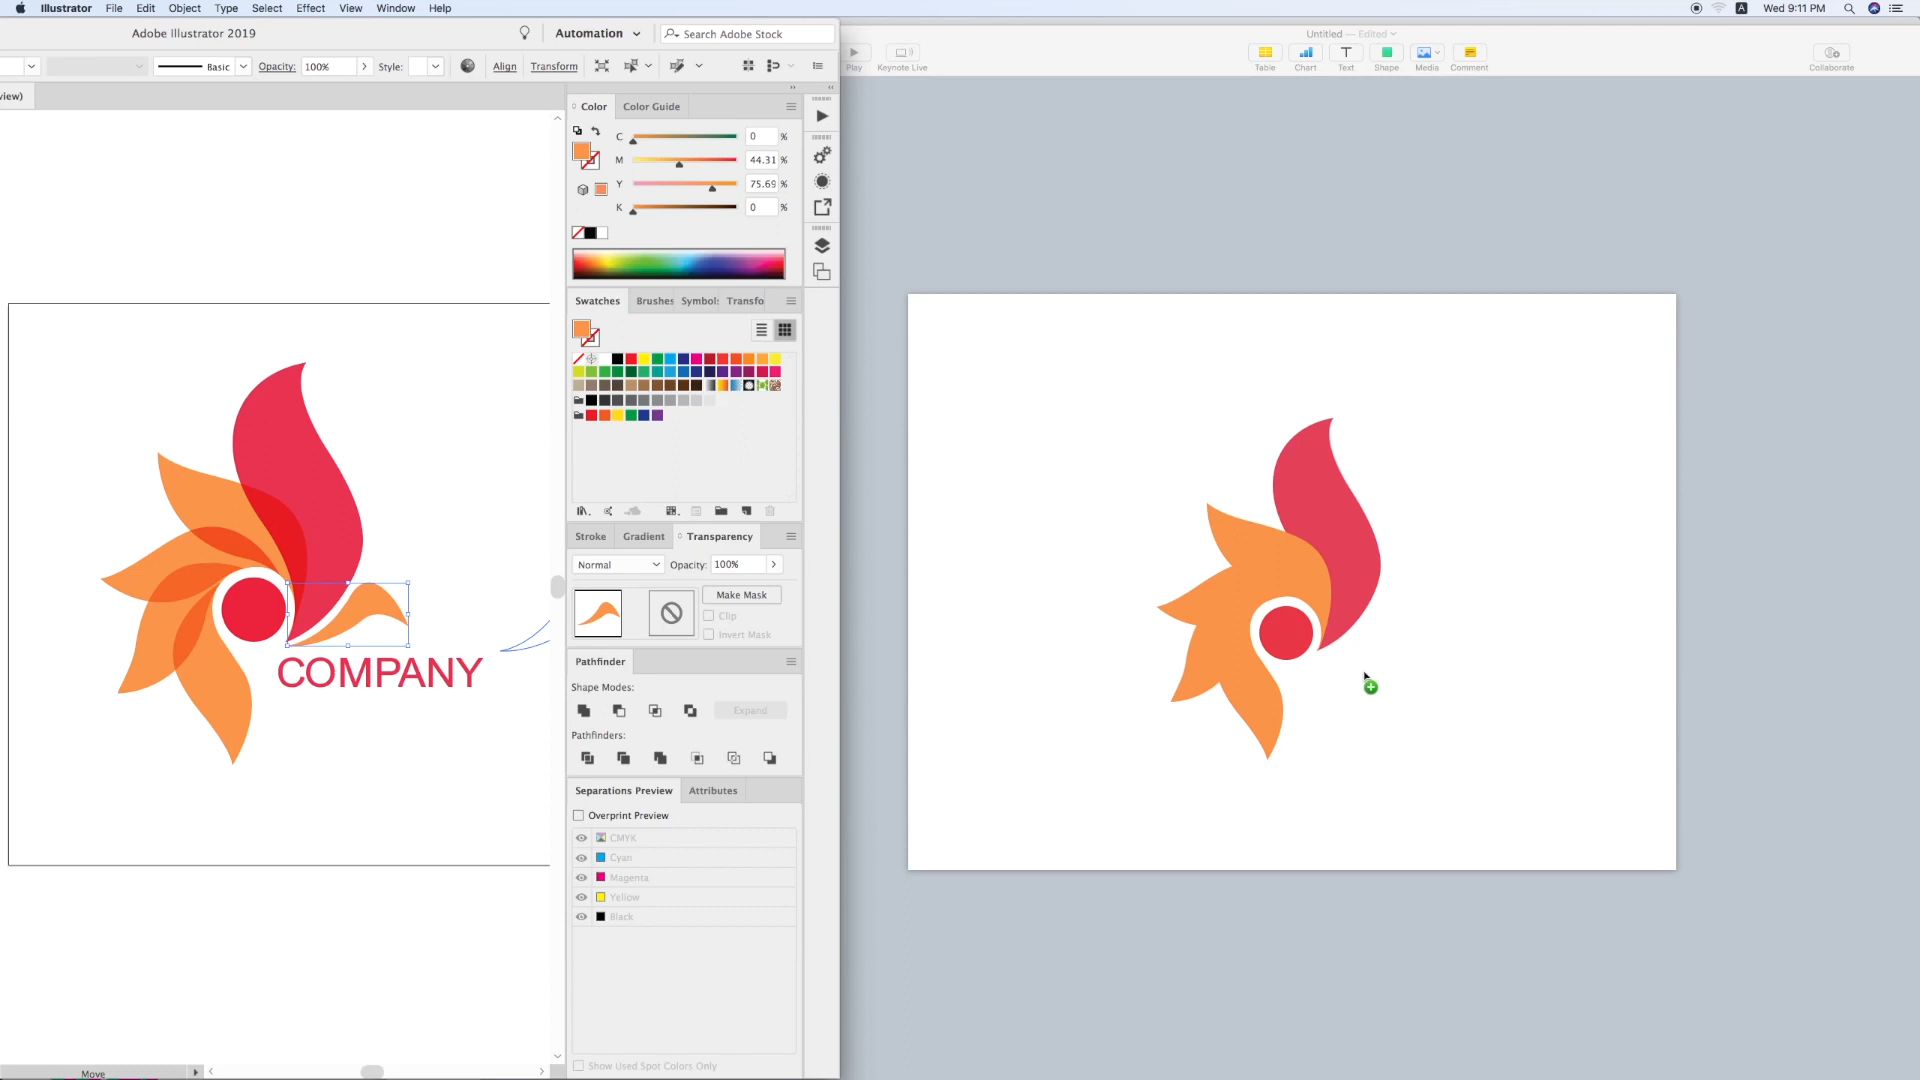 Illustrator File Edit Object Type Select Effect View Window Help
Wed 9:11 PM
Adobe Illustrator 2019
Automation
Search Adobe Stock
Untitled — Edited
Basic
Opacity: 100%
Style:
Align
Transform
Play
Keynote Live
Table
Chart
Text
Shape
Media
Comment
Collaborate
view)
Color
Color Guide
C 0 %
M 44.31 %
Y 75.69 %
K 0 %
Swatches
Brushes
Symbol
Transfo
Stroke
Gradient
Transparency
Normal
Opacity: 100%
Make Mask
Clip
Invert Mask
COMPANY
Pathfinder
Shape Modes:
Expand
Pathfinders:
Separations Preview
Attributes
Overprint Preview
CMYK
Cyan
Magenta
Yellow
Black
Show Used Spot Colors Only
Move